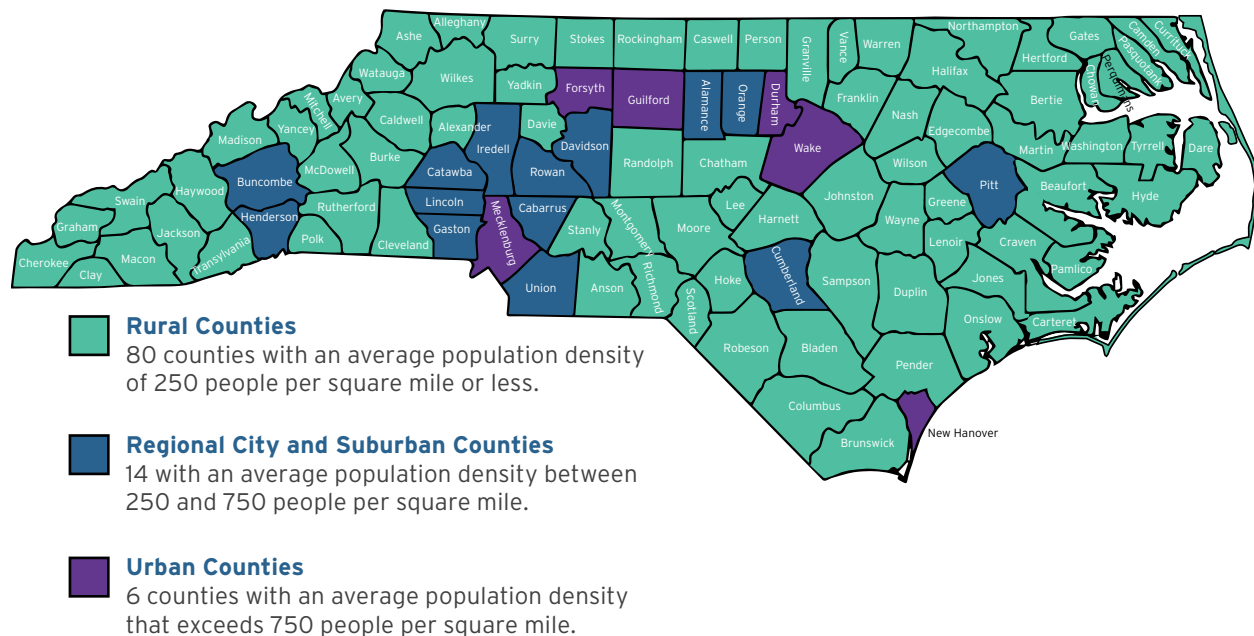 Alleghany
Ashe
Surry
Stokes
Rockingham
Caswell
Person
Granville
Vance
Warren
Northampton
Gates
Camden
Currituck
Pasquotank
Perquimans
Chowan
Hertford
Halifax
Watauga
Wilkes
Yadkin
Forsyth
Guilford
Alamance
Orange
Durham
Franklin
Nash
Bertie
Mitchell
Avery
Caldwell
Alexander
Davie
Iredell
Davidson
Randolph
Chatham
Wake
Edgecombe
Martin
Washington
Tyrrell
Dare
Madison
Yancey
McDowell
Burke
Catawba
Rowan
Wilson
Pitt
Beaufort
Hyde
Buncombe
Haywood
Swain
Graham
Jackson
Henderson
Rutherford
Lincoln
Cabarrus
Mecklenburg
Gaston
Stanly
Montgomery
Moore
Lee
Harnett
Johnston
Wayne
Greene
Lenoir
Craven
Pamlico
Cherokee
Clay
Macon
Transylvania
Polk
Cleveland
Union
Anson
Richmond
Scotland
Hoke
Cumberland
Sampson
Duplin
Jones
Onslow
Carteret
Robeson
Bladen
Pender
Columbus
Brunswick
New Hanover
Rural Counties
80 counties with an average population density
of 250 people per square mile or less.
Regional City and Suburban Counties
14 with an average population density between
250 and 750 people per square mile.
Urban Counties
6 counties with an average population density
that exceeds 750 people per square mile.